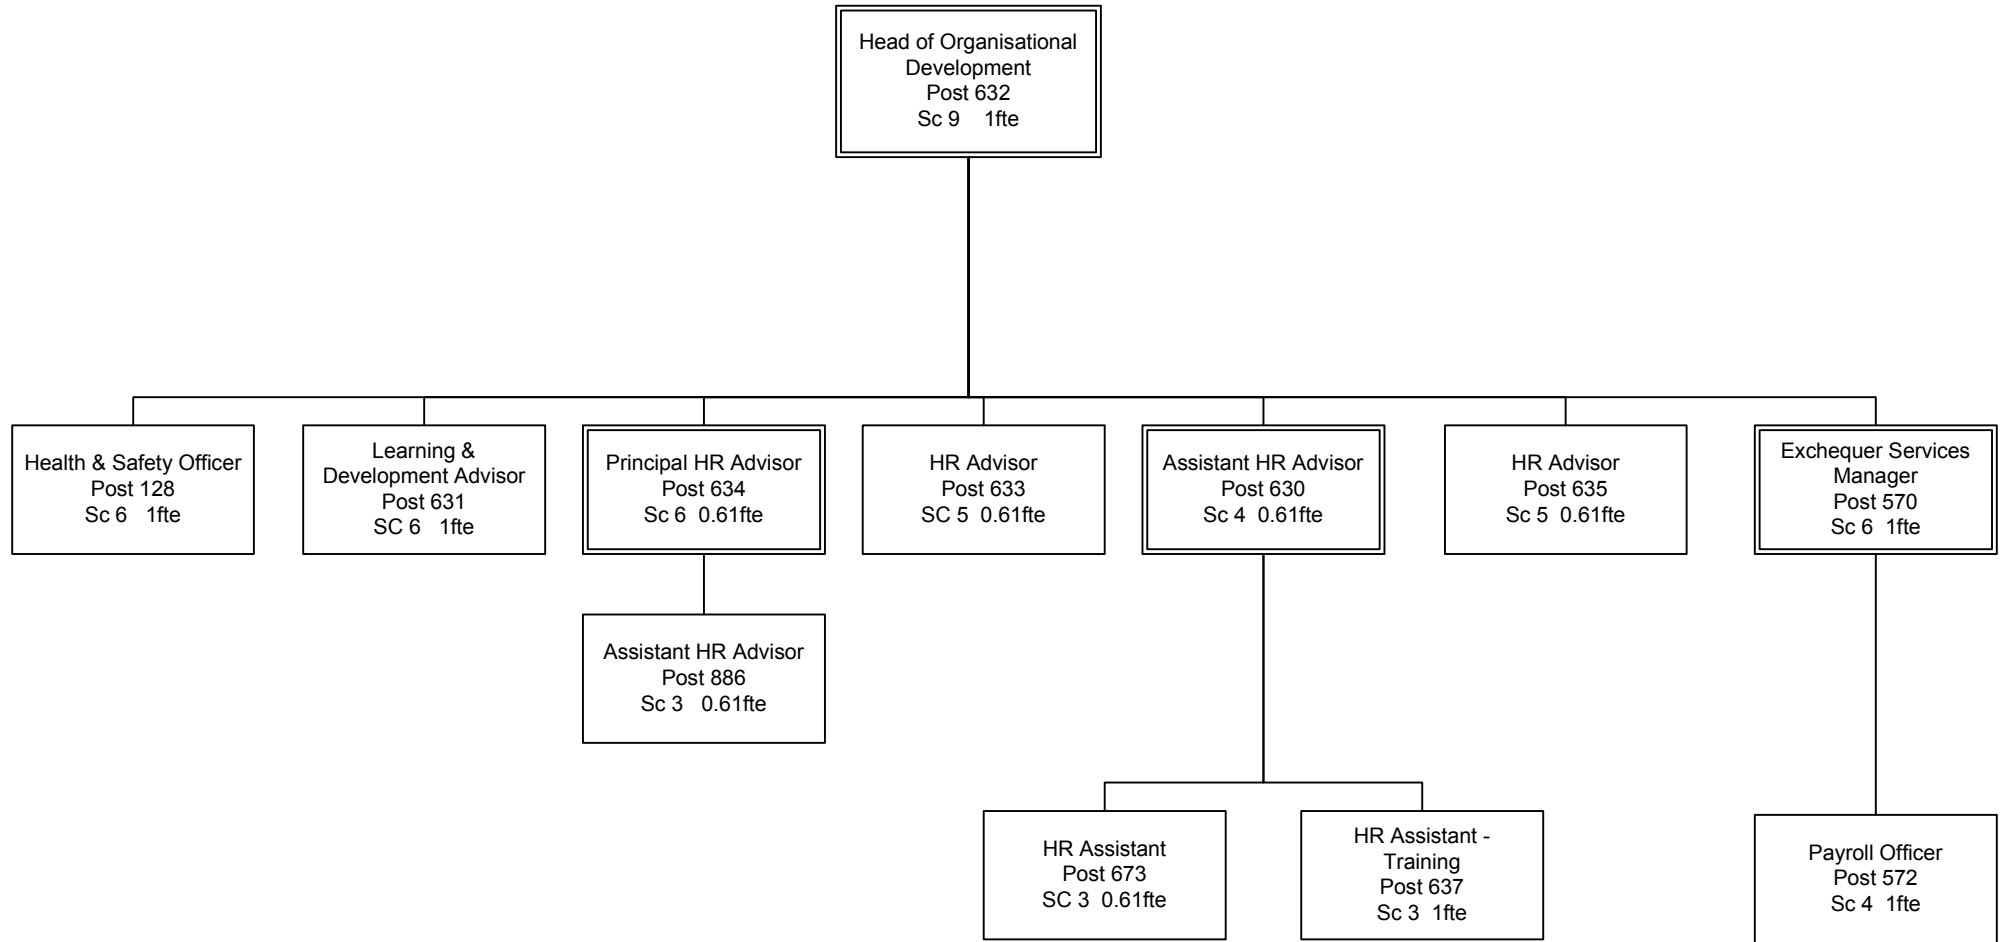 Head of Organisational
Development
Post 632
Sc 9    1fte
Health & Safety Officer
Post 128
Sc 6   1fte
Learning &
Development Advisor
Post 631
SC 6   1fte
Principal HR Advisor
Post 634
Sc 6  0.61fte
HR Advisor
Post 633
SC 5  0.61fte
Assistant HR Advisor
Post 630
Sc 4  0.61fte
HR Advisor
Post 635
Sc 5  0.61fte
Exchequer Services
Manager
Post 570
Sc 6  1fte
Assistant HR Advisor
Post 886
Sc 3   0.61fte
HR Assistant
Post 673
SC 3  0.61fte
HR Assistant -
Training
Post 637
Sc 3  1fte
Payroll Officer
Post 572
Sc 4  1fte